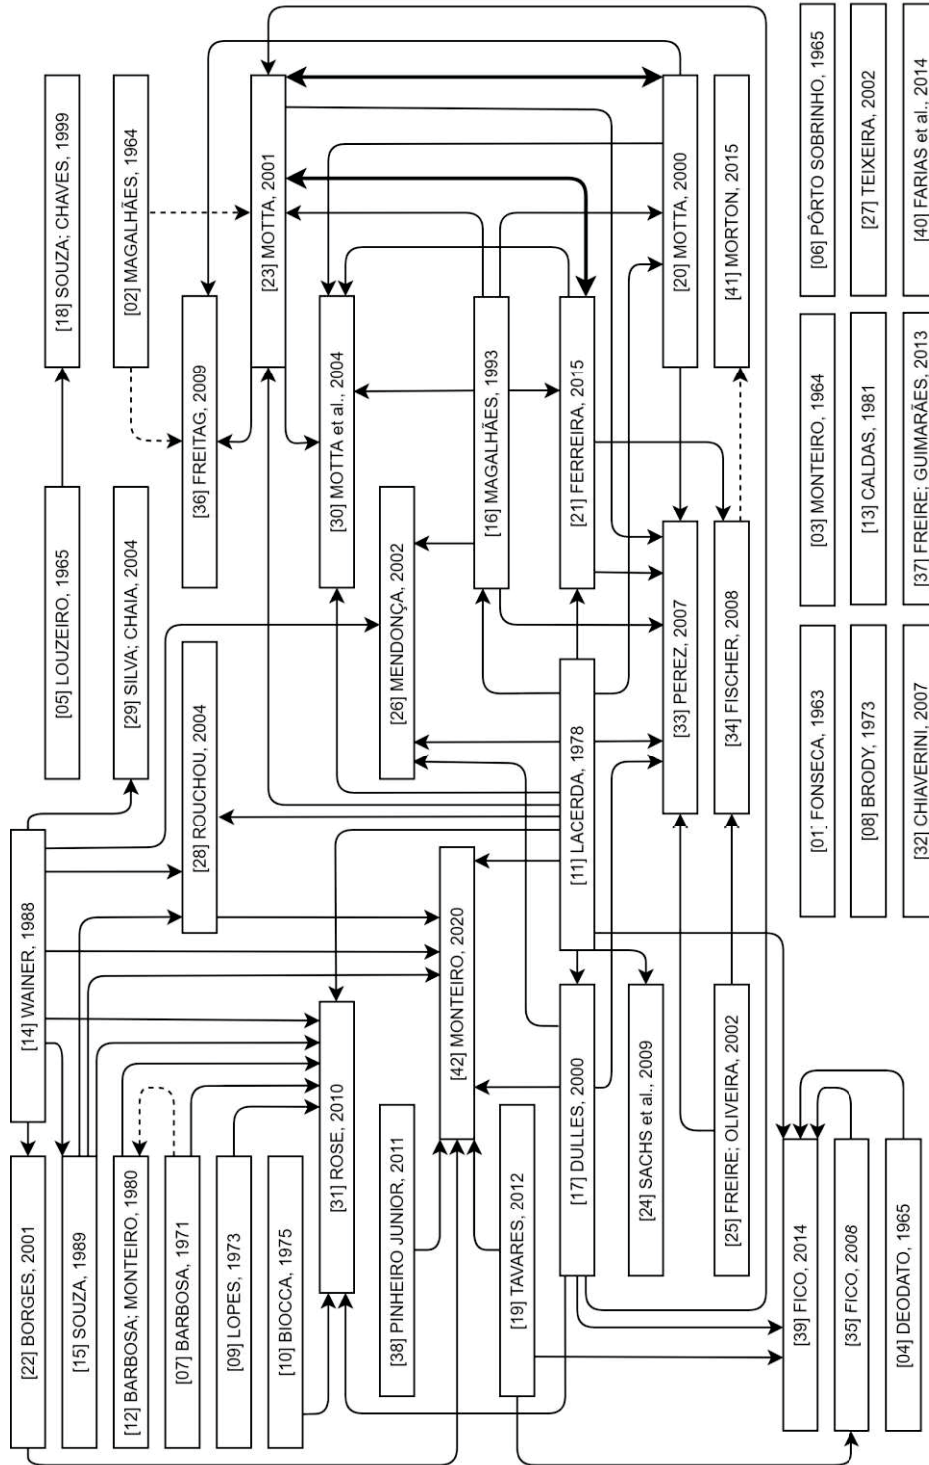 [22] BORGES, 2001
[14] WAINER, 1988
[15] SOUZA, 1989
[05] LOUZEIRO, 1965
[18] SOUZA; CHAVES, 1999
[12] BARBOSA; MONTEIRO, 1980
[29] SILVA; CHAIA, 2004
[02] MAGALHÃES, 1964
[07] BARBOSA, 1971
[28] ROUCHOU, 2004
[36] FREITAG, 2009
[09] LOPES, 1973
[23] MOTTA, 2001
[10] BIOCCA, 1975
[31] ROSE, 2010
[30] MOTTA et al., 2004
[38] PINHEIRO JUNIOR, 2011
[26] MENDONÇA, 2002
[42] MONTEIRO, 2020
[16] MAGALHÃES, 1993
[19] TAVARES, 2012
[17] DULLES, 2000
[11] LACERDA, 1978
[21] FERREIRA, 2015
[24] SACHS et al., 2009
[33] PEREZ, 2007
[20] MOTTA, 2000
[25] FREIRE; OLIVEIRA, 2002
[34] FISCHER, 2008
[41] MORTON, 2015
[39] FICO, 2014
[01] FONSECA, 1963
[03] MONTEIRO, 1964
[06] PÔRTO SOBRINHO, 1965
[35] FICO, 2008
[08] BRODY, 1973
[13] CALDAS, 1981
[27] TEIXEIRA, 2002
[04] DEODATO, 1965
[32] CHIAVERINI, 2007
[37] FREIRE; GUIMARÃES, 2013
[40] FARIAS et al., 2014